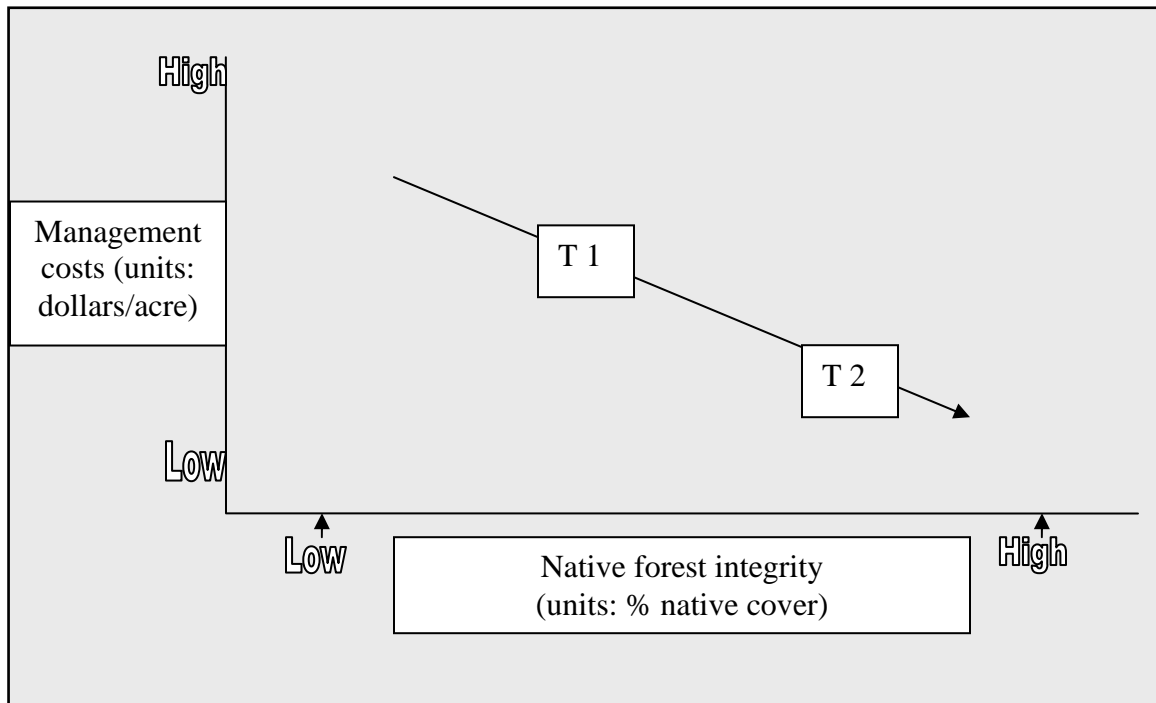 High
Management
costs (units:
dollars/acre)
T 1
T 2
Low
Low
High
Native forest integrity
(units: % native cover)